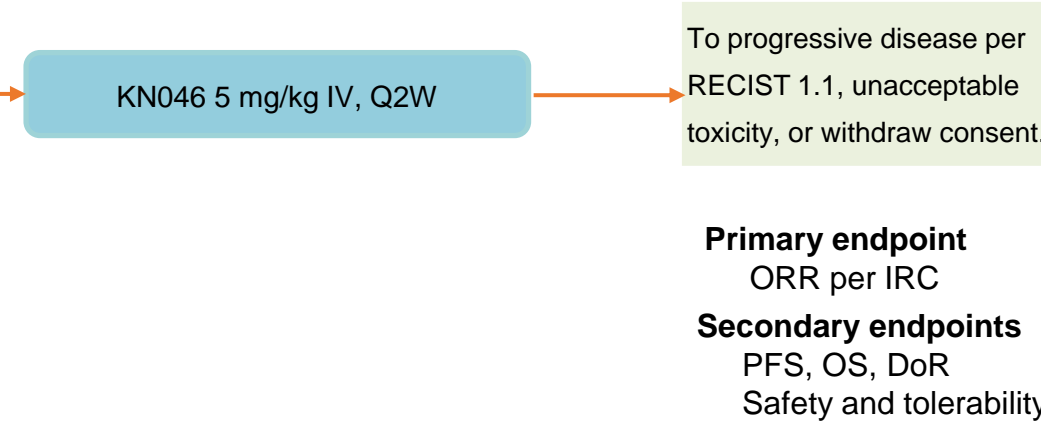 To progressive disease per
KN046 5 mg/kg IV, Q2W
RECIST 1.1, unacceptable
toxicity, or withdraw consent.
Primary endpoint
ORR per IRC
Secondary endpoints
PFS, OS, DoR
Safety and tolerability